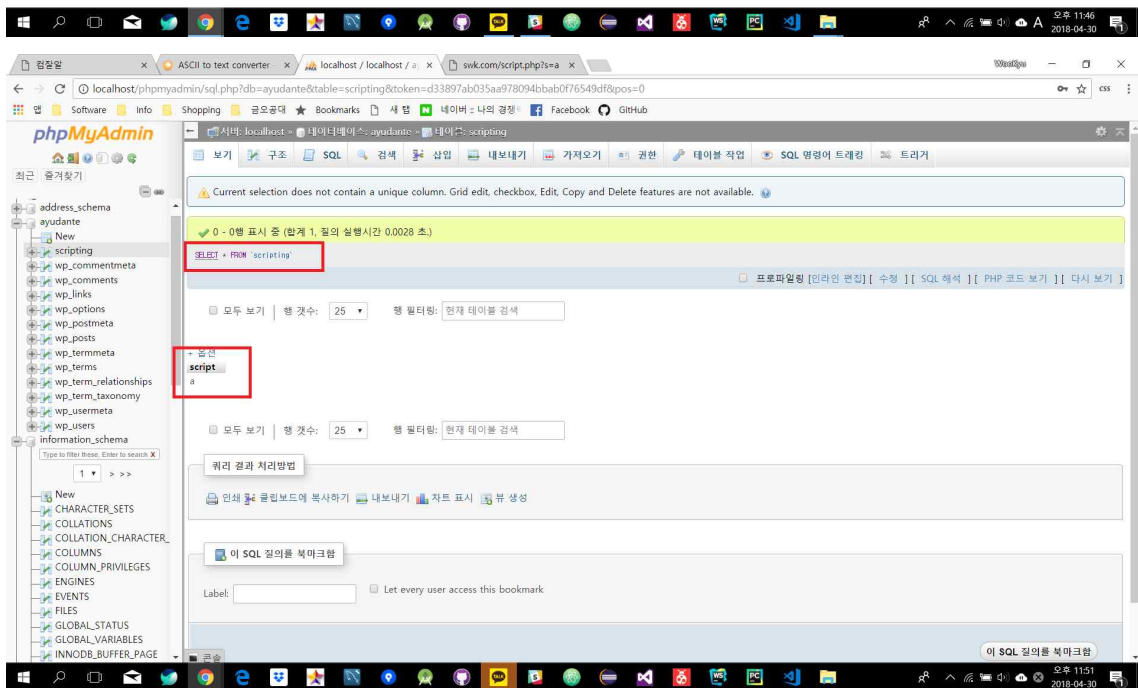 오후 11:46
2018-04-30
컴잘알
ASCII to text converter
localhost / localhost / a
swk.com/script.php?s=a
WooKyu
localhost/phpmyadmin/sql.php?db=ayudante&table=scripting&token=d33897ab035aa978094bbab0f76549df&pos=0
css
앱 Software Info Shopping 금오공대 Bookmarks 새 탭 네이버 :: 나의 경쟁 Facebook GitHub
phpMyAdmin
최근 즐겨찾기
address_schema
ayudante
New
scripting
wp_commentmeta
wp_comments
wp_links
wp_options
wp_postmeta
wp_posts
wp_termmeta
wp_terms
wp_term_relationships
wp_term_taxonomy
wp_usermeta
wp_users
information_schema
Type to filter these, Enter to search X
1 > >>
New
CHARACTER_SETS
COLLATIONS
COLLATION_CHARACTER_
COLUMNS
COLUMN_PRIVILEGES
ENGINES
EVENTS
FILES
GLOBAL_STATUS
GLOBAL_VARIABLES
INNODB_BUFFER_PAGE
서버: localhost » 데이터베이스: ayudante » 테이블: scripting
보기 구조 SQL 검색 삽입 내보내기 가져오기 권한 테이블 작업 SQL 명령어 트래킹 트리거
Current selection does not contain a unique column. Grid edit, checkbox, Edit, Copy and Delete features are not available.
0 - 0행 표시 중 (합계 1, 질의 실행시간 0.0028 초.)
SELECT * FROM `scripting`
프로파일링 [인라인 편집] [ 수정 ] [ SQL 해석 ] [ PHP 코드 보기 ] [ 다시 보기 ]
모두 보기 | 행 갯수: 25 행 필터링: 현재 테이블 검색
+ 옵션
script
a
모두 보기 | 행 갯수: 25 행 필터링: 현재 테이블 검색
쿼리 결과 처리방법
인쇄 클립보드에 복사하기 내보내기 차트 표시 뷰 생성
이 SQL 질의를 북마크함
Label: Let every user access this bookmark
이 SQL 질의를 북마크함
콘솔
오후 11:51
2018-04-30